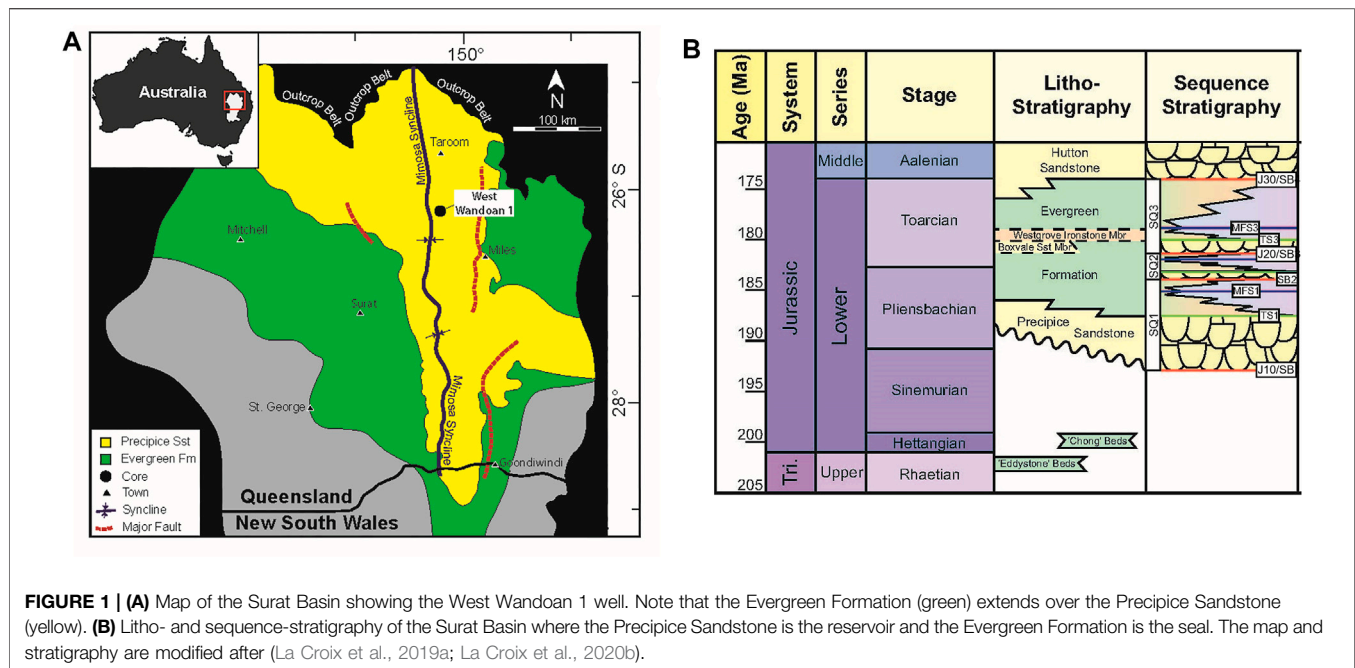 A
150°
Australia
Outcrop Belt
Outcrop Belt
Outcrop Belt
N
100 km
Mimosa Syncline
Taroom
26° S
West
Wandoan 1
Mitchell
Miles
Surat
Mimosa Syncline
St. George
28°
Goondiwindi
Precipice Sst
Evergreen Fm
Core
Town
Syncline
Major Fault
Queensland
New South Wales
B
Age (Ma)
System
Series
Stage
Litho-
Stratigraphy
Sequence
Stratigraphy
Middle
Aalenian
Hutton
Sandstone
175
J30/SB
Jurassic
Lower
Toarcian
Evergreen
SQ3
MFS3
180
Westgrove Ironstone Mbr
TS3
Boxvale Sst Mbr
J20/SB
SQ2
Formation
SB2
185
Pliensbachian
MFS1
SQ1
TS1
Precipice
Sandstone
190
J10/SB
195
Sinemurian
200
Hettangian
'Chong' Beds
Tri.
Upper
Rhaetian
'Eddystone' Beds
205
FIGURE 1 | (A) Map of the Surat Basin showing the West Wandoan 1 well. Note that the Evergreen Formation (green) extends over the Precipice Sandstone
(yellow). (B) Litho- and sequence-stratigraphy of the Surat Basin where the Precipice Sandstone is the reservoir and the Evergreen Formation is the seal. The map and
stratigraphy are modified after (La Croix et al., 2019a; La Croix et al., 2020b).